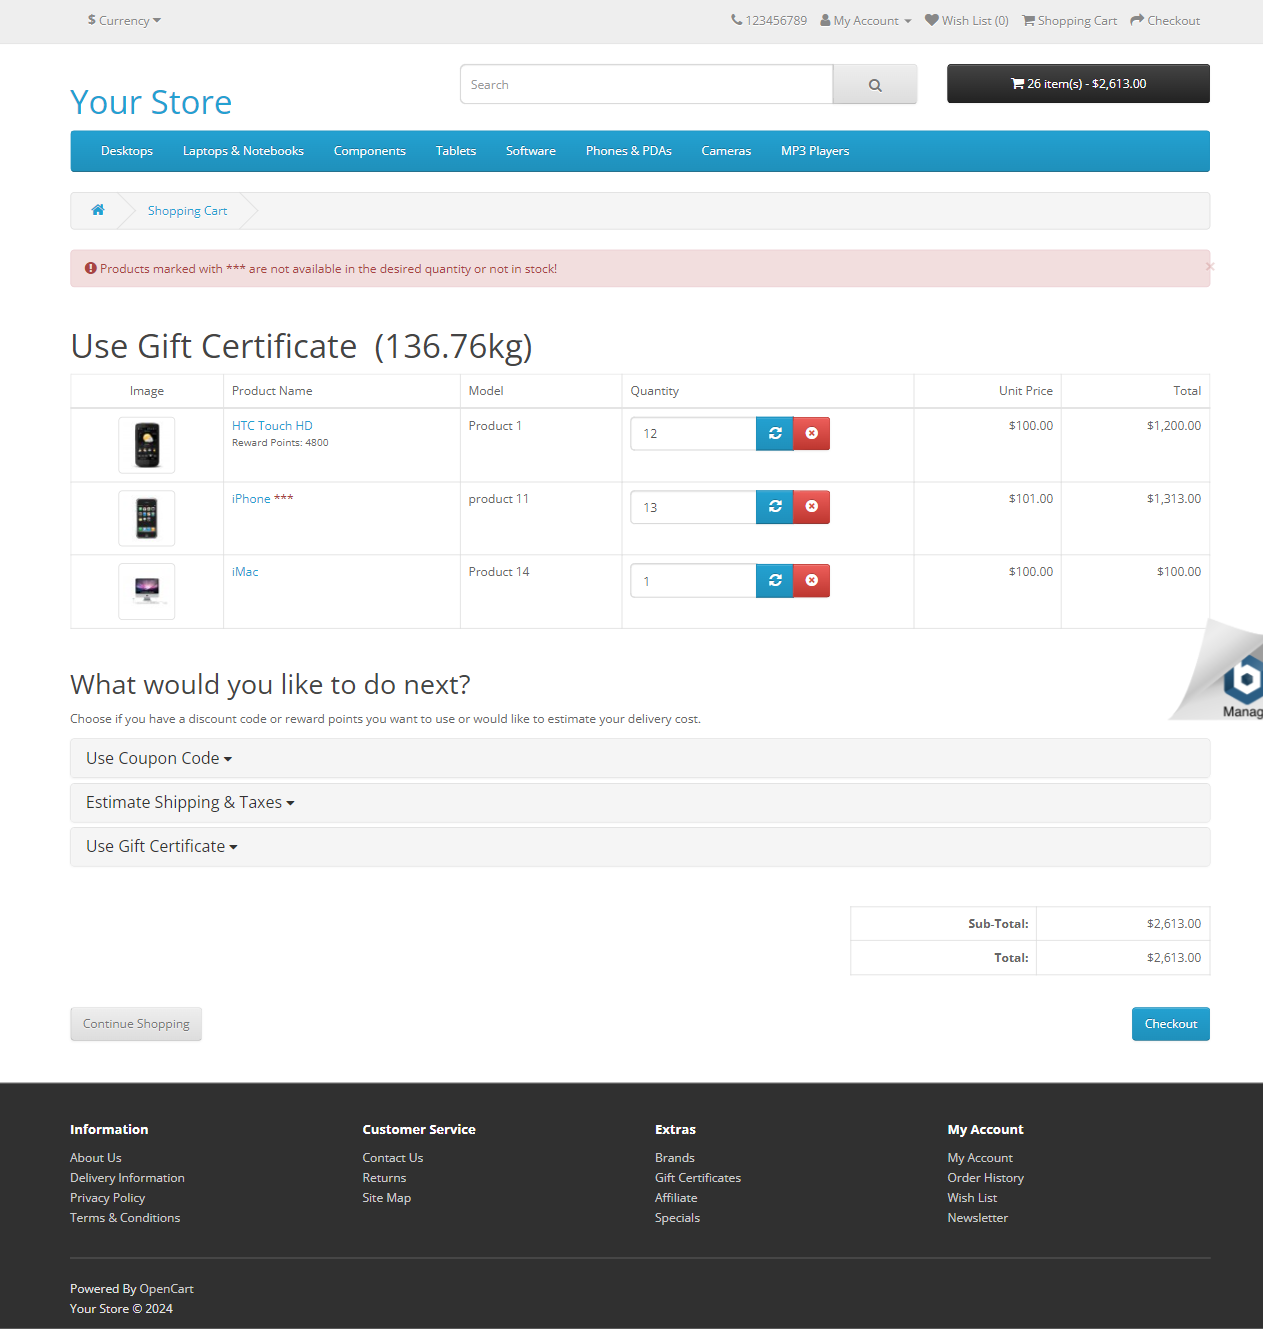 $ Currency
123456789 My Account Wish List (0) Shopping Cart Checkout
Your Store
Search
26 item(s) - $2,613.00
Desktops Laptops & Notebooks Components Tablets Software Phones & PDAs Cameras MP3 Players
Shopping Cart
Products marked with *** are not available in the desired quantity or not in stock!
×
Use Gift Certificate (136.76kg)
Image Product Name Model Quantity Unit Price Total
HTC Touch HD Product 1 12 $100.00 $1,200.00
Reward Points: 4800
iPhone *** product 11 13 $101.00 $1,313.00
iMac Product 14 1 $100.00 $100.00
What would you like to do next?
Manag
Choose if you have a discount code or reward points you want to use or would like to estimate your delivery cost.
Use Coupon Code
Estimate Shipping & Taxes
Use Gift Certificate
Sub-Total: $2,613.00
Total: $2,613.00
Continue Shopping Checkout
Information Customer Service Extras My Account
About Us Contact Us Brands My Account
Delivery Information Returns Gift Certificates Order History
Privacy Policy Site Map Affiliate Wish List
Terms & Conditions Specials Newsletter
Powered By OpenCart
Your Store © 2024